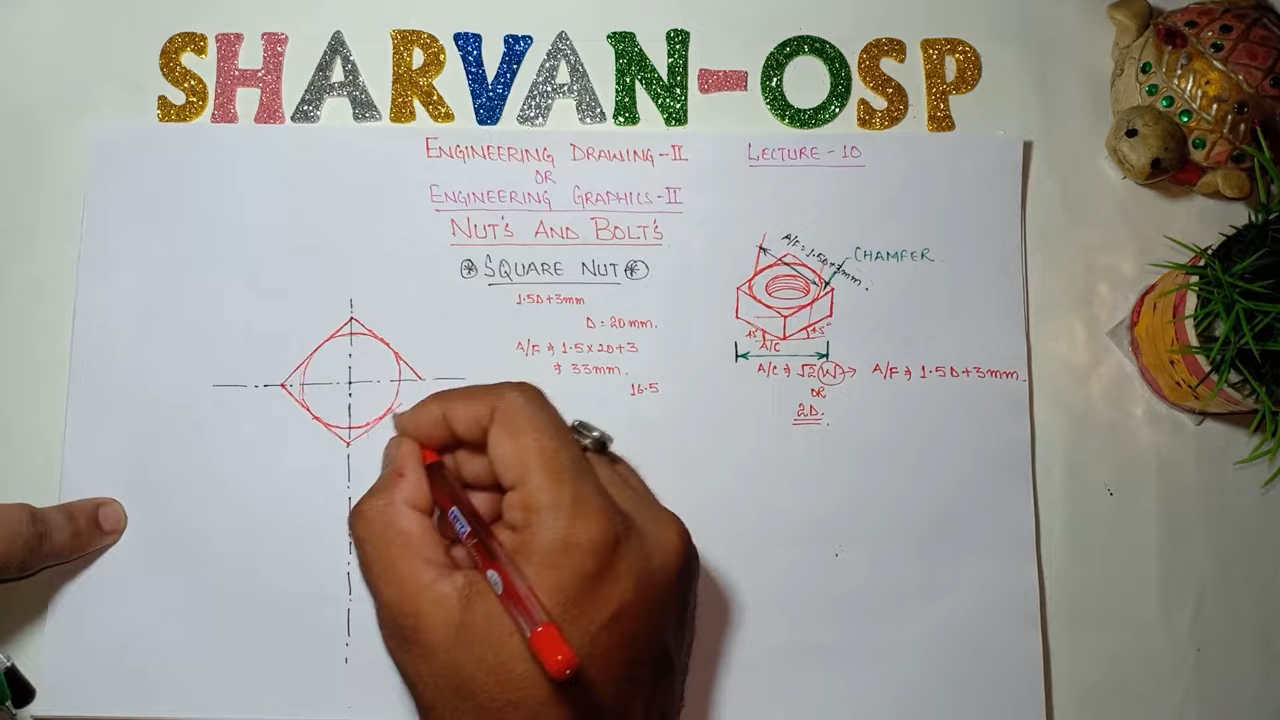 SHARVAN-OSP
ENGINEERING DRAWING-II
OR
ENGINEERING GRAPHICS-II
NUT'S AND BOLT'S
SQUARE NUT
LECTURE-10
1.5D+3mm
D = 20mm.
A/F ⇒ 1.5×20+3
⇒ 33mm.
16.5
A/F = 1.5D+3mm.
CHAMFER
45°
45°
A/C
A/C ⇒ √2 W → A/F ⇒ 1.5D+3mm.
OR
2D.